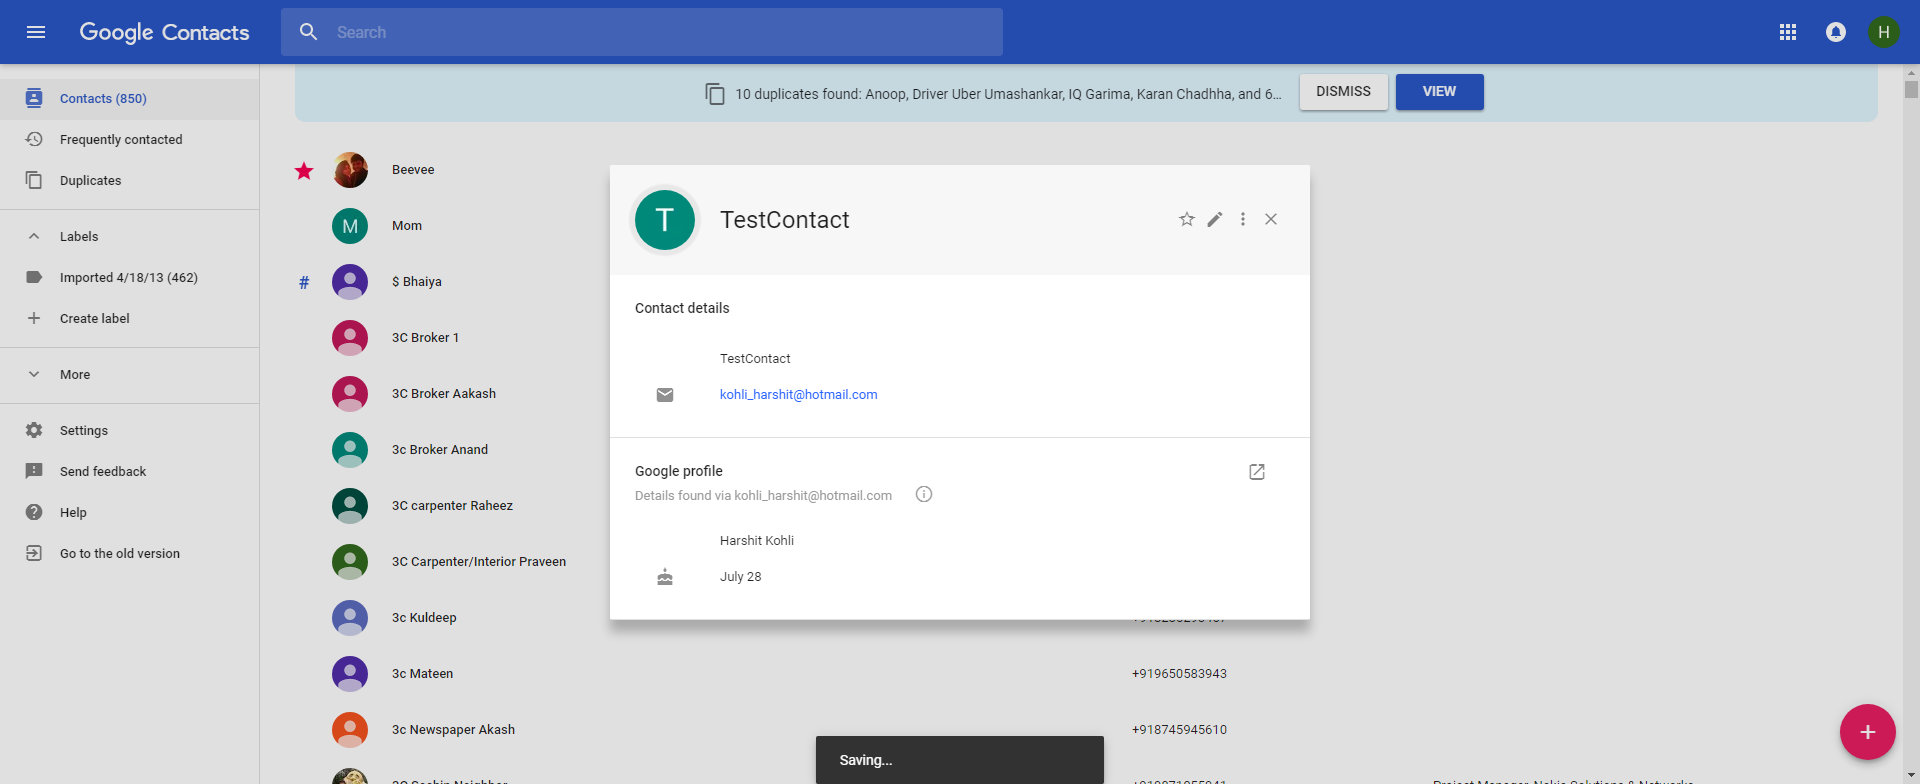 Google Contacts
Search
H
Contacts (850)
Frequently contacted
Duplicates
Labels
Imported 4/18/13 (462)
Create label
More
Settings
Send feedback
Help
Go to the old version
10 duplicates found: Anoop, Driver Uber Umashankar, IQ Garima, Karan Chadhha, and 6...
DISMISS
VIEW
Beevee
M
Mom
#
$ Bhaiya
3C Broker 1
3C Broker Aakash
3c Broker Anand
3C carpenter Raheez
3C Carpenter/Interior Praveen
3c Kuldeep
3c Mateen
+919650583943
3c Newspaper Akash
+918745945610
T
TestContact
Contact details
TestContact
kohli_harshit@hotmail.com
Google profile
Details found via kohli_harshit@hotmail.com
Harshit Kohli
July 28
Saving...
+